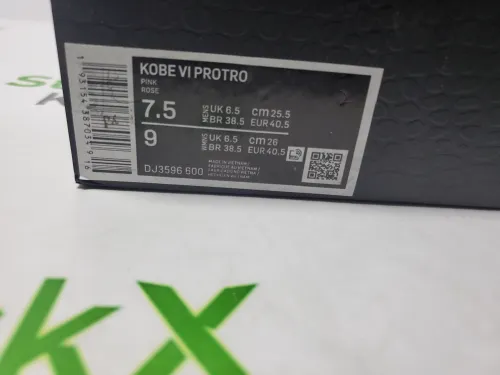 KOBE VI PROTRO
PINK
ROSE
7.5 MENS UK 6.5 cm 25.5
BR 38.5 EUR 40.5
9 WMNS UK 6.5 cm 26
BR 38.5 EUR 40.5
DJ3596 600
MADE IN VIETNAM /
kX